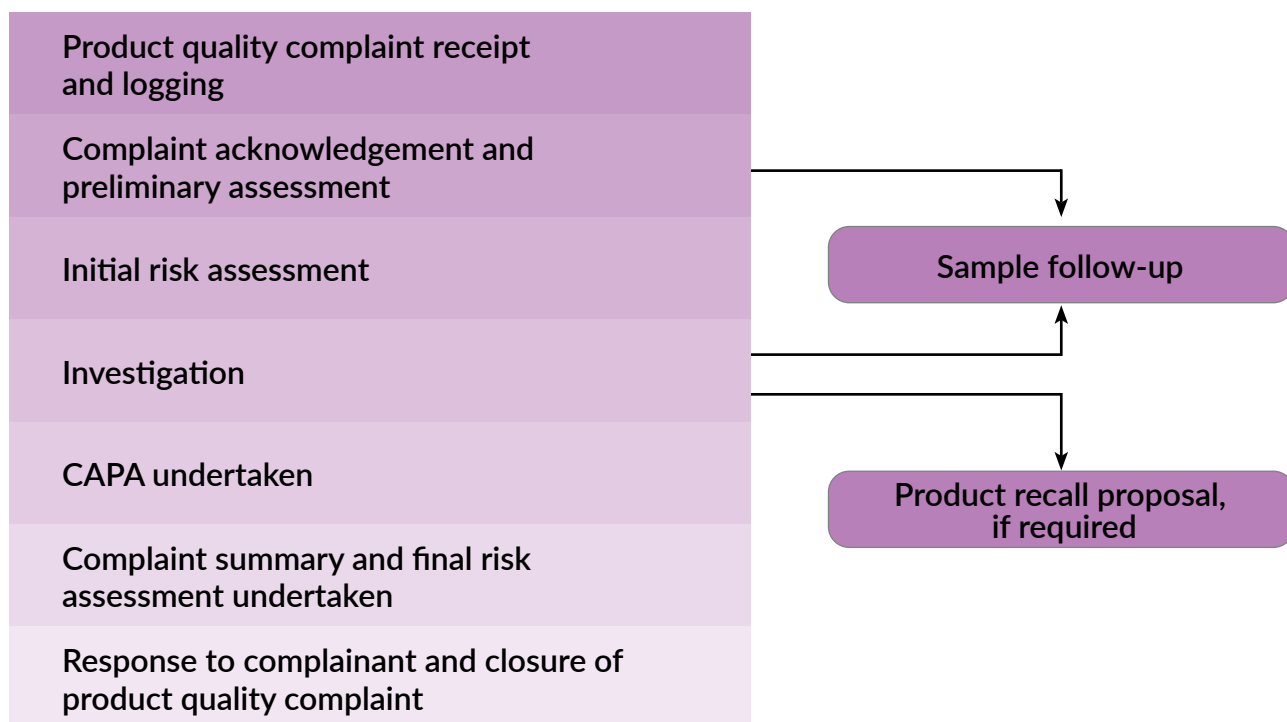 Product quality complaint receipt
and logging
Complaint acknowledgement and
preliminary assessment
Initial risk assessment
Investigation
CAPA undertaken
Complaint summary and final risk
assessment undertaken
Response to complainant and closure of
product quality complaint
Sample follow-up
Product recall proposal,
if required